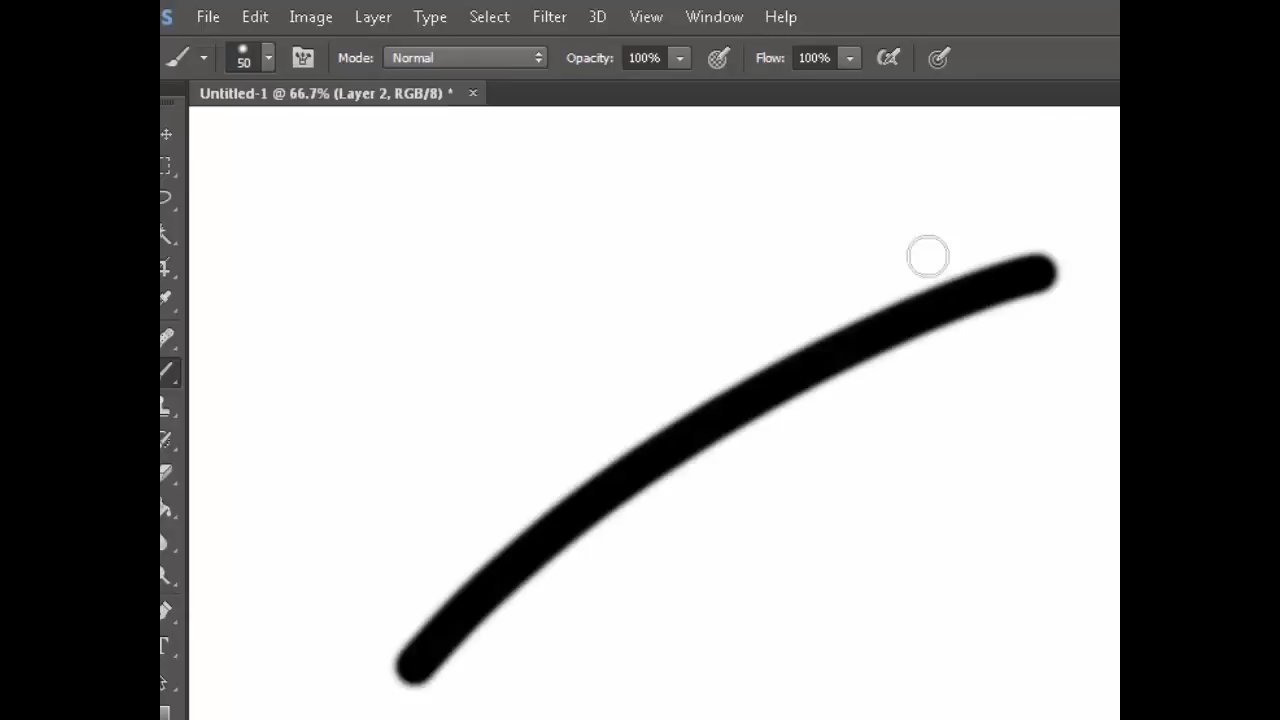 S File Edit Image Layer Type Select Filter 3D View Window Help
50 Mode: Normal Opacity: 100% Flow: 100%
Untitled-1 @ 66.7% (Layer 2, RGB/8) * ×
T